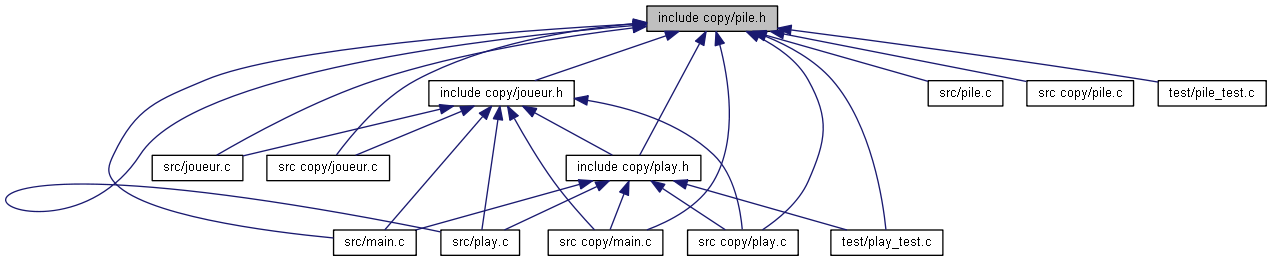 include copy/pile.h
include copy/joueur.h
src/pile.c
src copy/pile.c
test/pile_test.c
src/joueur.c
src copy/joueur.c
include copy/play.h
src/main.c
src/play.c
src copy/main.c
src copy/play.c
test/play_test.c